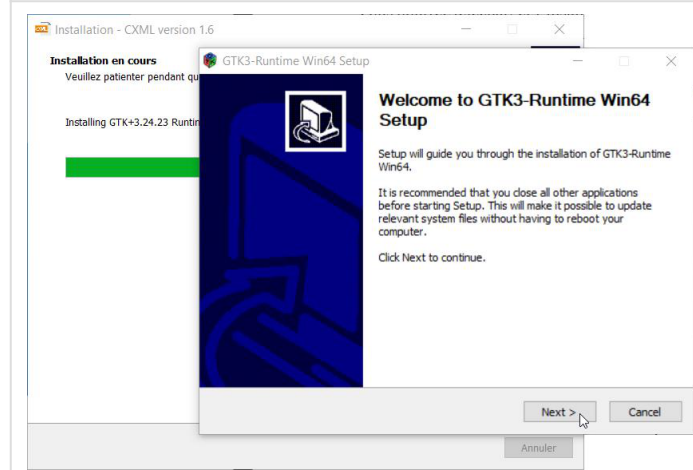 Installation - CXML version 1.6
Installation en cours
Veuillez patienter pendant
Installing GTK+3.24.23
GTK3-Runtime Win64 Setup
Welcome to GTK3-Runtime Win64
Setup
Setup will guide you through the installation of GTK3-Runtime
Win64.
It is recommended that you close all other applications
before starting Setup. This will make it possible to update
relevant system files without having to reboot your
computer.
Click Next to continue.
Next >
Cancel
Annuler